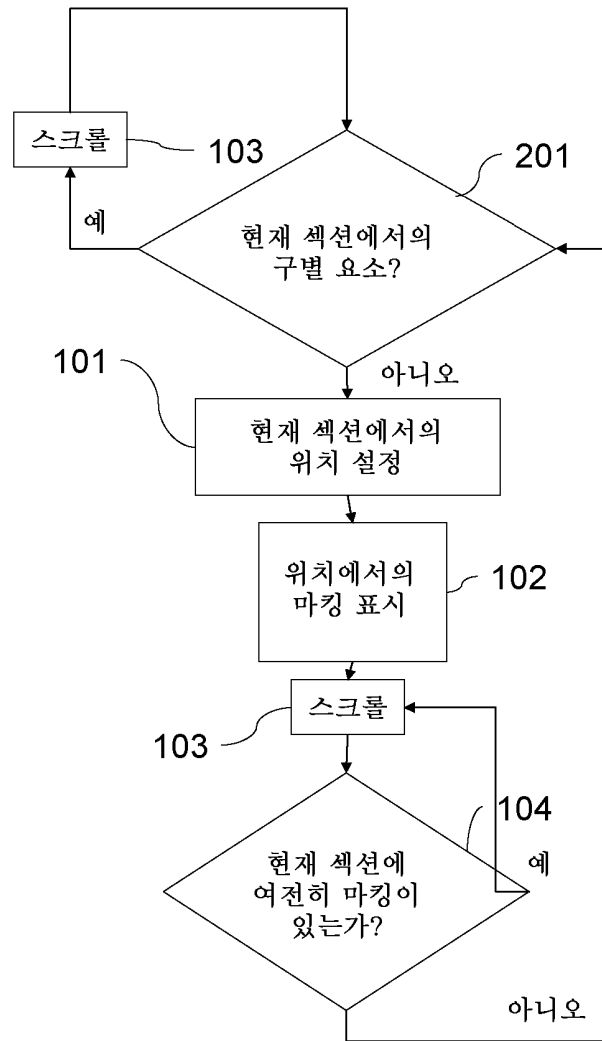 스크롤
103
201
예
현재 섹션에서의
구별 요소?
101
아니오
현재 섹션에서의
위치 설정
위치에서의
마킹 표시
102
스크롤
103
104
현재 섹션에
여전히 마킹이
있는가?
예
아니오